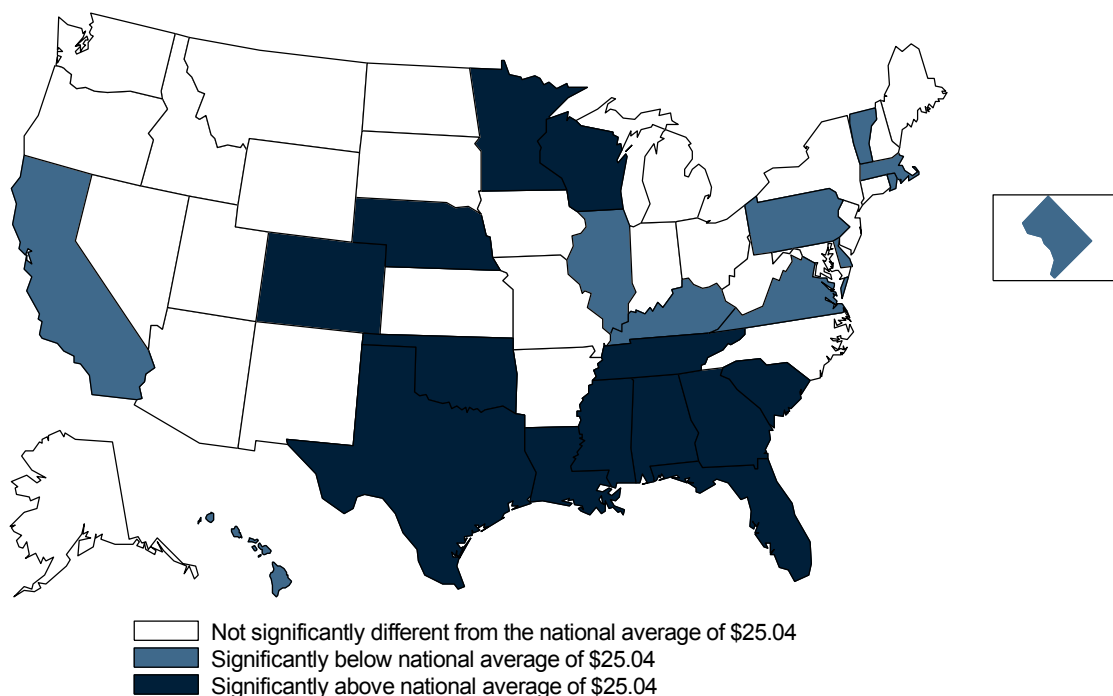 Not significantly different from the national average of $25.04
Significantly below national average of $25.04
Significantly above national average of $25.04